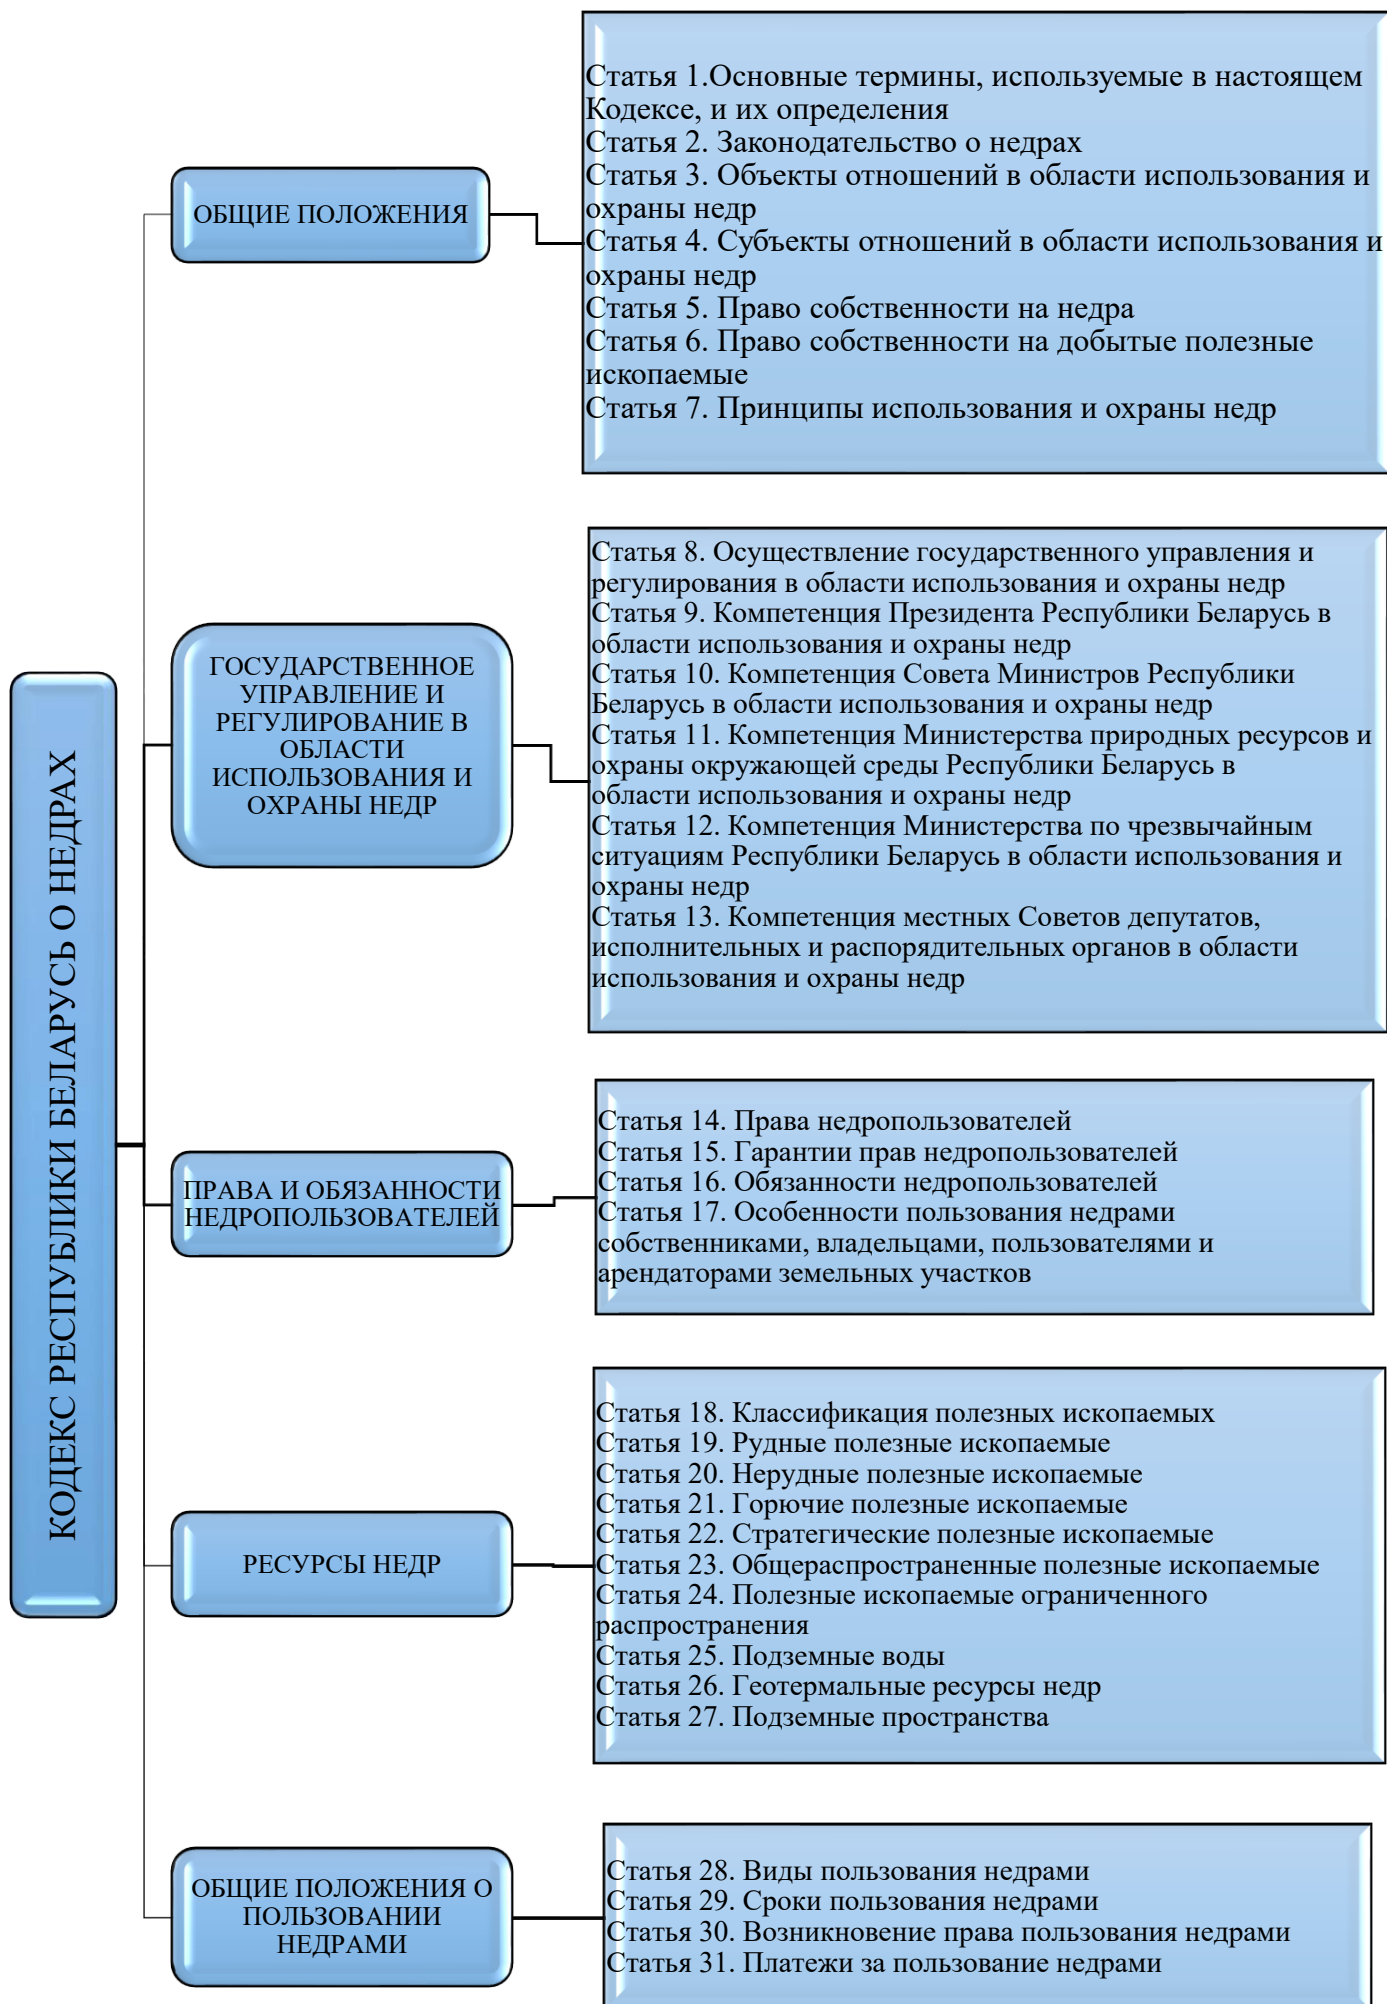 КОДЕКС РЕСПУБЛИКИ БЕЛАРУСЬ О НЕДРАХ
ОБЩИЕ ПОЛОЖЕНИЯ
Статья 1.Основные термины, используемые в настоящем
Кодексе, и их определения
Статья 2. Законодательство о недрах
Статья 3. Объекты отношений в области использования и
охраны недр
Статья 4. Субъекты отношений в области использования и
охраны недр
Статья 5. Право собственности на недра
Статья 6. Право собственности на добытые полезные
ископаемые
Статья 7. Принципы использования и охраны недр
ГОСУДАРСТВЕННОЕ
УПРАВЛЕНИЕ И
РЕГУЛИРОВАНИЕ В
ОБЛАСТИ
ИСПОЛЬЗОВАНИЯ И
ОХРАНЫ НЕДР
Статья 8. Осуществление государственного управления и
регулирования в области использования и охраны недр
Статья 9. Компетенция Президента Республики Беларусь в
области использования и охраны недр
Статья 10. Компетенция Совета Министров Республики
Беларусь в области использования и охраны недр
Статья 11. Компетенция Министерства природных ресурсов и
охраны окружающей среды Республики Беларусь в
области использования и охраны недр
Статья 12. Компетенция Министерства по чрезвычайным
ситуациям Республики Беларусь в области использования и
охраны недр
Статья 13. Компетенция местных Советов депутатов,
исполнительных и распорядительных органов в области
использования и охраны недр
ПРАВА И ОБЯЗАННОСТИ
НЕДРОПОЛЬЗОВАТЕЛЕЙ
Статья 14. Права недропользователей
Статья 15. Гарантии прав недропользователей
Статья 16. Обязанности недропользователей
Статья 17. Особенности пользования недрами
собственниками, владельцами, пользователями и
арендаторами земельных участков
РЕСУРСЫ НЕДР
Статья 18. Классификация полезных ископаемых
Статья 19. Рудные полезные ископаемые
Статья 20. Нерудные полезные ископаемые
Статья 21. Горючие полезные ископаемые
Статья 22. Стратегические полезные ископаемые
Статья 23. Общераспространенные полезные ископаемые
Статья 24. Полезные ископаемые ограниченного
распространения
Статья 25. Подземные воды
Статья 26. Геотермальные ресурсы недр
Статья 27. Подземные пространства
ОБЩИЕ ПОЛОЖЕНИЯ О
ПОЛЬЗОВАНИИ
НЕДРАМИ
Статья 28. Виды пользования недрами
Статья 29. Сроки пользования недрами
Статья 30. Возникновение права пользования недрами
Статья 31. Платежи за пользование недрами